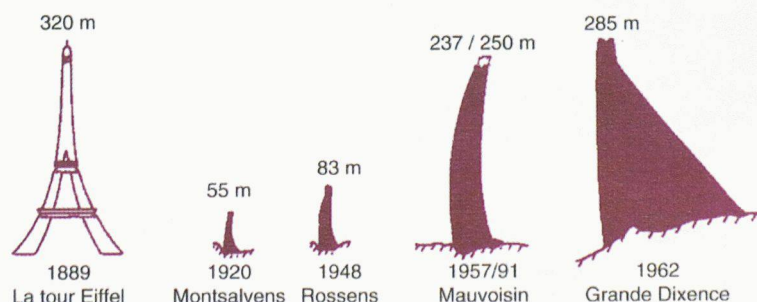 320 m
55 m
83 m
237 / 250 m
285 m
1889
La tour Eiffel
1920
Montsalvens
1948
Rossens
1957/91
Mauvoisin
1962
Grande Dixence